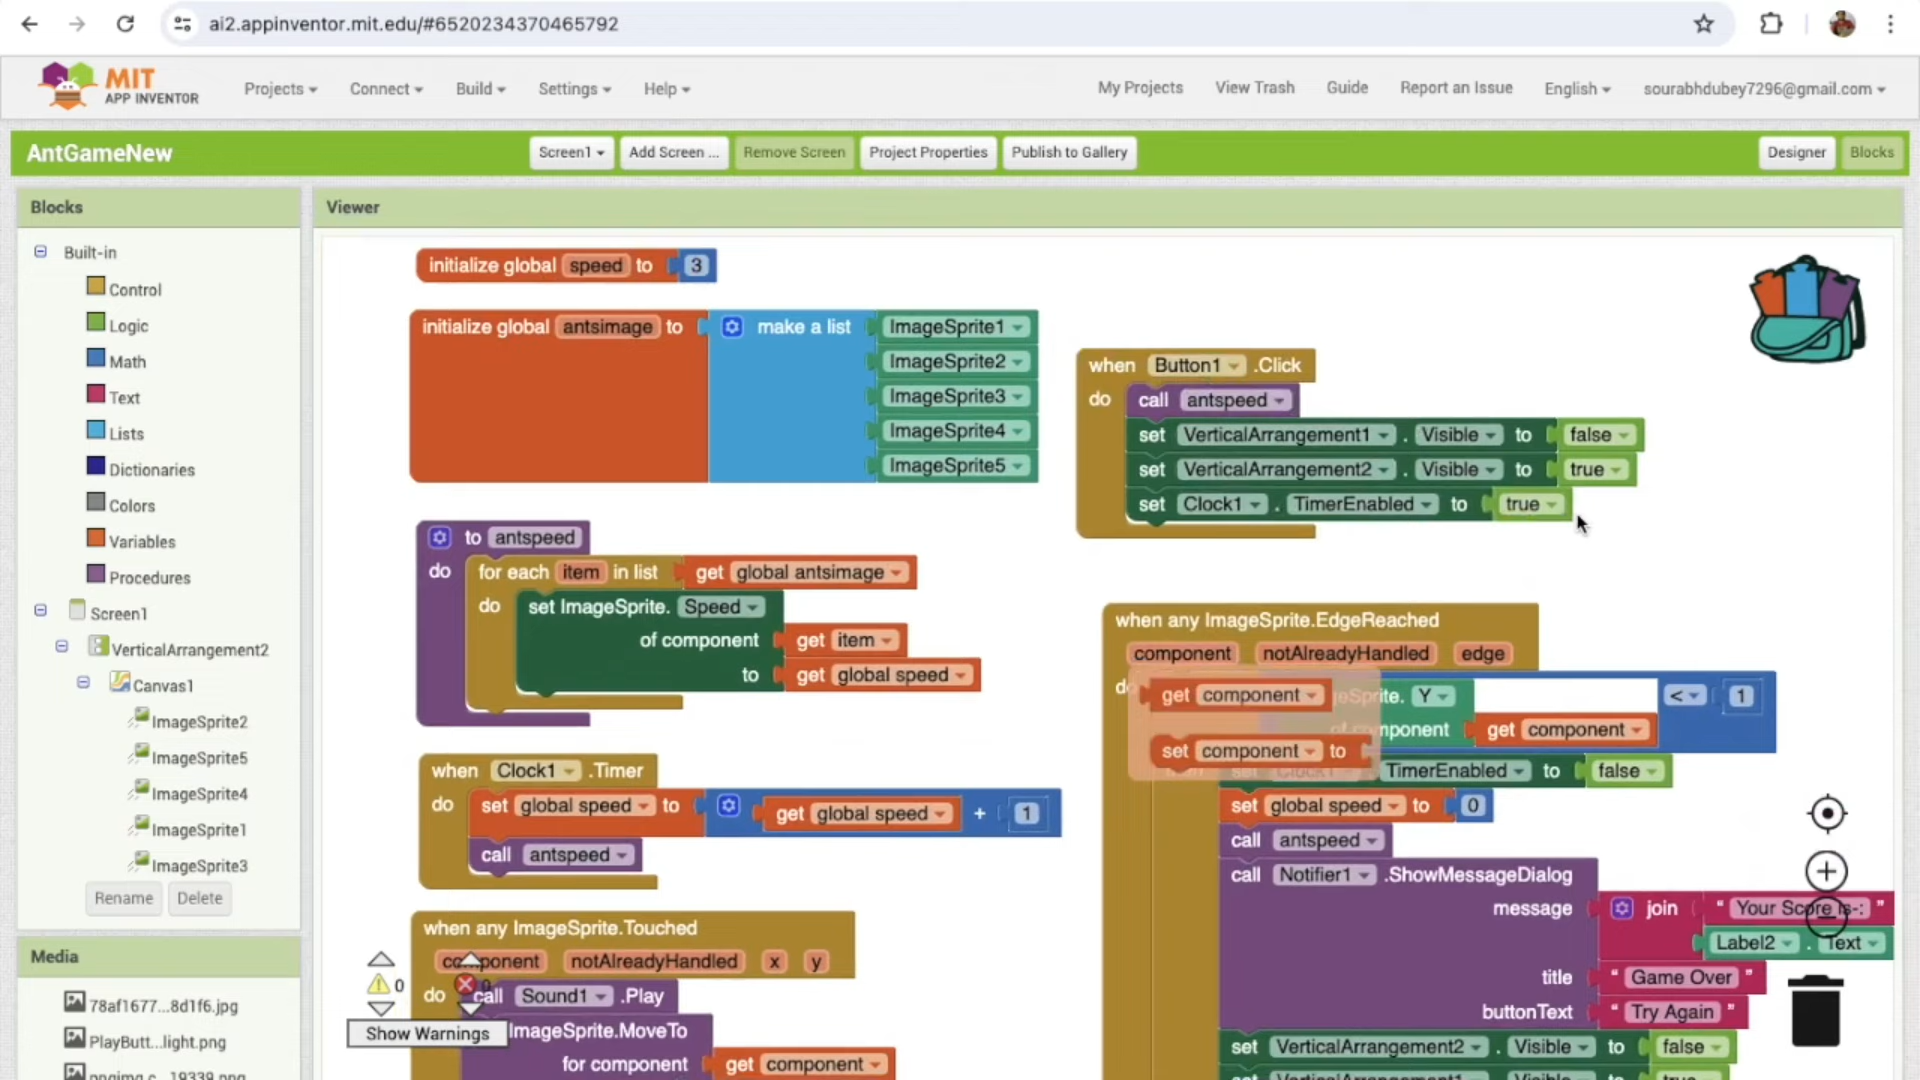 ai2.appinventor.mit.edu/#6520234370465792
MIT
APP INVENTOR
Projects
Connect
Build
Settings
Help
My Projects
View Trash
Guide
Report an Issue
English
sourabhdubey7296@gmail.com
AntGameNew
Screen1
Add Screen ...
Remove Screen
Project Properties
Publish to Gallery
Designer
Blocks
Blocks
Built-in
Control
Logic
Math
Text
Lists
Dictionaries
Colors
Variables
Procedures
Screen1
VerticalArrangement2
Canvas1
ImageSprite2
ImageSprite5
ImageSprite4
ImageSprite1
ImageSprite3
Rename
Delete
Media
78af1677...8d1f6.jpg
PlayButt...light.png
Viewer
initialize global speed to 3
initialize global antsimage to make a list ImageSprite1
ImageSprite2
ImageSprite3
ImageSprite4
ImageSprite5
to antspeed
do for each item in list get global antsimage
do set ImageSprite. Speed
of component get item
to get global speed
when Clock1 .Timer
do set global speed to get global speed + 1
call antspeed
when any ImageSprite.Touched
component notAlreadyHandled x y
do call Sound1 .Play
ImageSprite.MoveTo
for component get component
0
Show Warnings
when Button1 .Click
do call antspeed
set VerticalArrangement1 . Visible to false
set VerticalArrangement2 . Visible to true
set Clock1 . TimerEnabled to true
when any ImageSprite.EdgeReached
component notAlreadyHandled edge
get component Y < 1
get component
set component to
TimerEnabled to false
set global speed to 0
call antspeed
call Notifier1 .ShowMessageDialog
message join " Your Score is-: "
Label2 . Text
title " Game Over "
buttonText " Try Again "
set VerticalArrangement2 . Visible to false